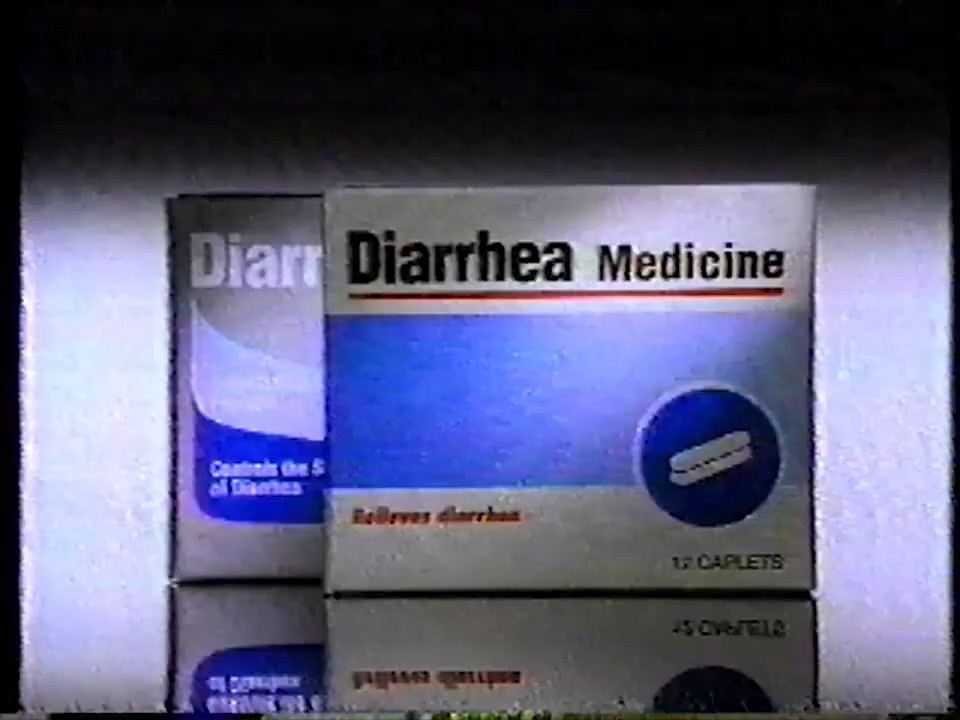 Diarr
Controls the S
of Diarrhea
Diarrhea Medicine
Relieves diarrhea
12 CAPLETS